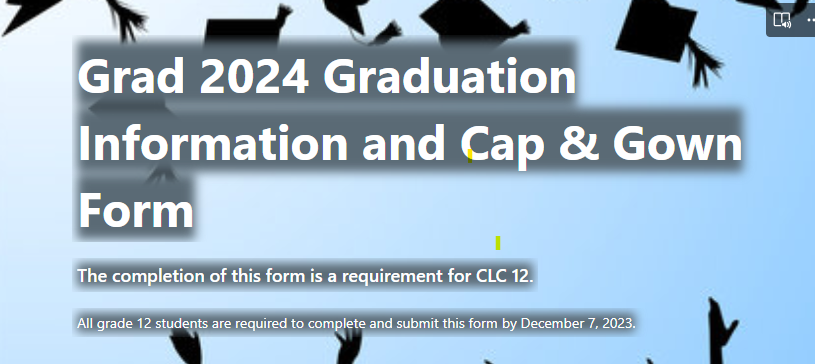 Grad 2024 Graduation
Information and Cap & Gown
Form
The completion of this form is a requirement for CLC 12.
All grade 12 students are required to complete and submit this form by December 7, 2023.